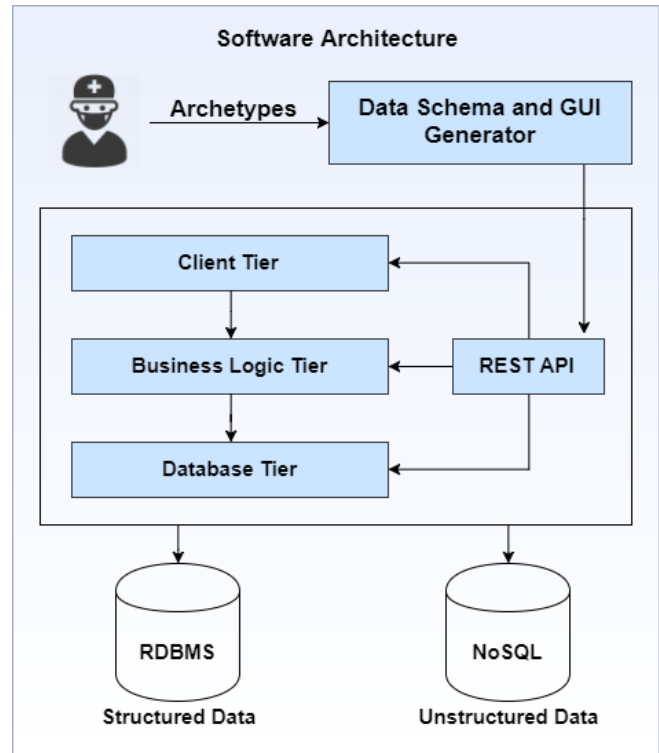 Software Architecture
Archetypes
Data Schema and GUI
Generator
Client Tier
Business Logic Tier
REST API
Database Tier
RDBMS
NoSQL
Structured Data
Unstructured Data